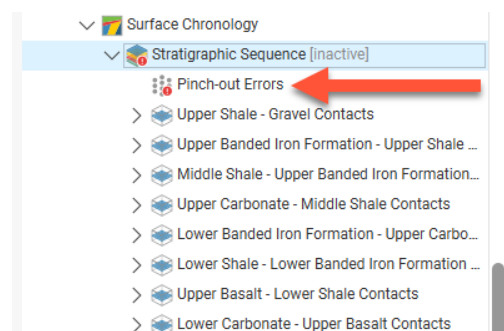 Surface Chronology
Stratigraphic Sequence [inactive]
Pinch-out Errors
Upper Shale - Gravel Contacts
Upper Banded Iron Formation - Upper Shale ...
Middle Shale - Upper Banded Iron Formation...
Upper Carbonate - Middle Shale Contacts
Lower Banded Iron Formation - Upper Carbo...
Lower Shale - Lower Banded Iron Formation ...
Upper Basalt - Lower Shale Contacts
Lower Carbonate - Upper Basalt Contacts